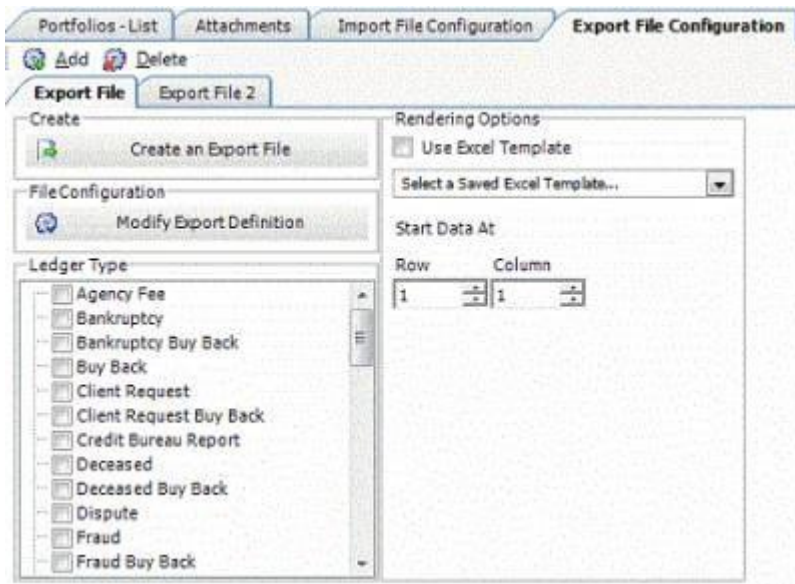 Portfolios - List Attachments Import File Configuration Export File Configuration
Add Delete
Export File Export File 2
Create
Create an Export File
File Configuration
Modify Export Definition
Ledger Type
Agency Fee
Bankruptcy
Bankruptcy Buy Back
Buy Back
Client Request
Client Request Buy Back
Credit Bureau Report
Deceased
Deceased Buy Back
Dispute
Fraud
Fraud Buy Back
Rendering Options
Use Excel Template
Select a Saved Excel Template...
Start Data At
Row Column
1 1